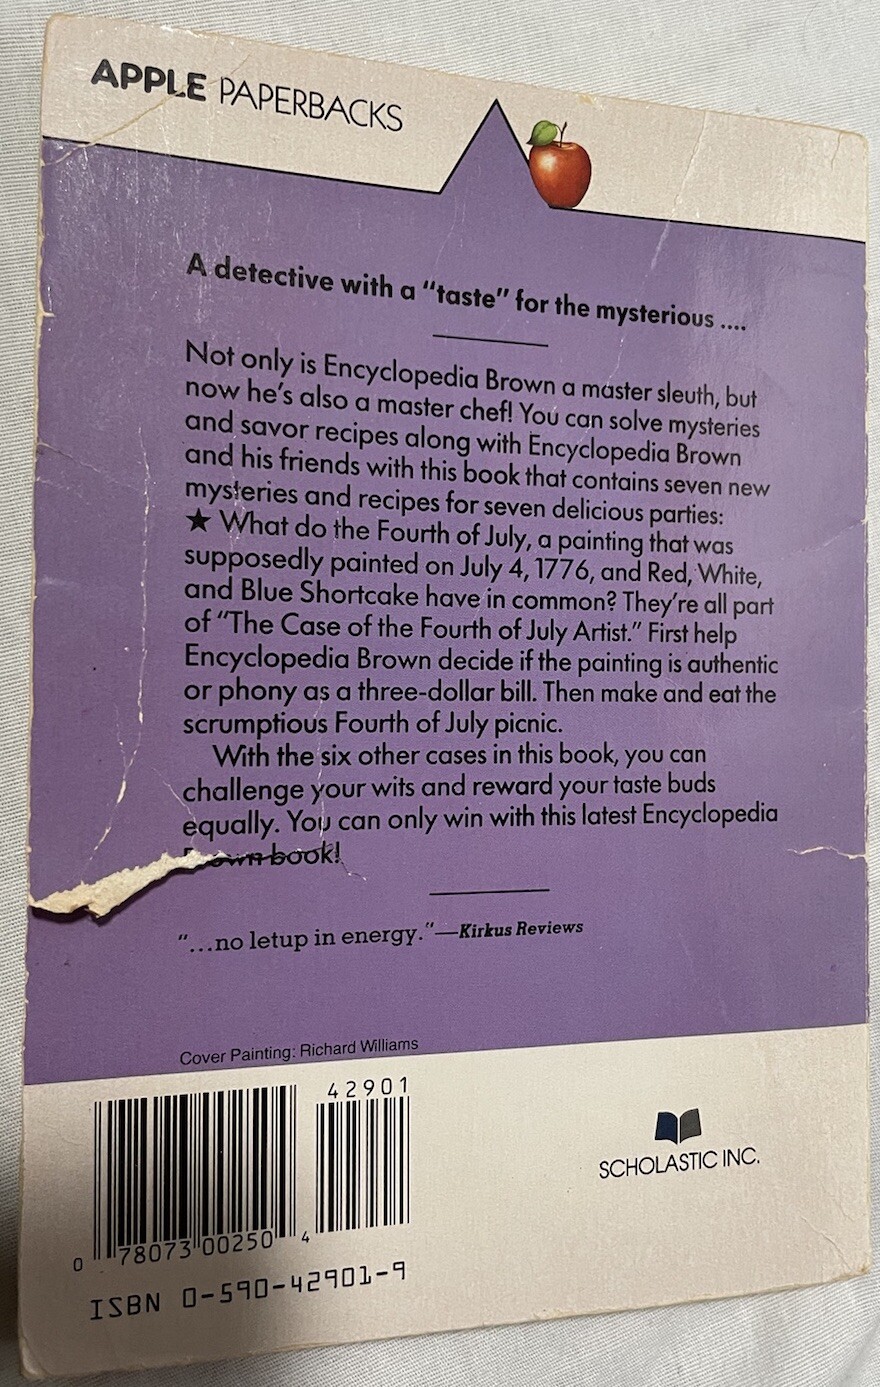 APPLE PAPERBACKS
A detective with a “taste” for the mysterious ....
Not only is Encyclopedia Brown a master sleuth, but
now he’s also a master chef! You can solve mysteries
and savor recipes along with Encyclopedia Brown
and his friends with this book that contains seven new
mysteries and recipes for seven delicious parties:
★ What do the Fourth of July, a painting that was
supposedly painted on July 4, 1776, and Red, White,
and Blue Shortcake have in common? They’re all part
of “The Case of the Fourth of July Artist.” First help
Encyclopedia Brown decide if the painting is authentic
or phony as a three-dollar bill. Then make and eat the
scrumptious Fourth of July picnic.
With the six other cases in this book, you can
challenge your wits and reward your taste buds
equally. You can only win with this latest Encyclopedia
Brown book!
“...no letup in energy.”—Kirkus Reviews
Cover Painting: Richard Williams
42901
0 78073 00250 4
ISBN 0-590-42901-9
SCHOLASTIC INC.